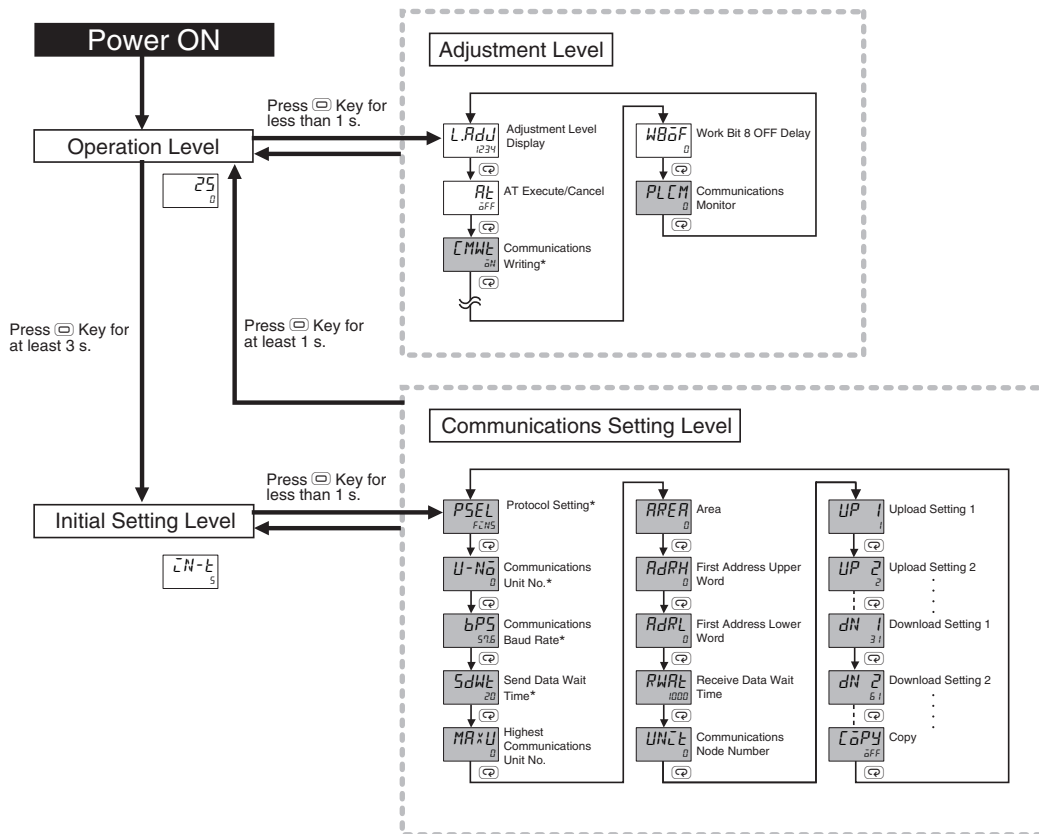 Power ON
Press Key for
less than 1 s.
Operation Level
25
0
Press Key for
at least 3 s.
Press Key for
at least 1 s.
Press Key for
less than 1 s.
Initial Setting Level
IN-t
5
Adjustment Level
L.AdJ
1234
Adjustment Level
Display
At
OFF
AT Execute/Cancel
CMWt
ON
Communications
Writing*
WBOF
0
Work Bit 8 OFF Delay
PLCM
0
Communications
Monitor
Communications Setting Level
PSEL
FINS
Protocol Setting*
U-NO
0
Communications
Unit No.*
bPS
57.6
Communications
Baud Rate*
SdWt
20
Send Data Wait
Time*
MAXU
0
Highest
Communications
Unit No.
AREA
0
Area
AdRH
0
First Address Upper
Word
AdRL
0
First Address Lower
Word
RWAt
1000
Receive Data Wait
Time
UNIt
0
Communications
Node Number
UP 1
1
Upload Setting 1
UP 2
2
Upload Setting 2
dN 1
31
Download Setting 1
dN 2
61
Download Setting 2
COPY
OFF
Copy